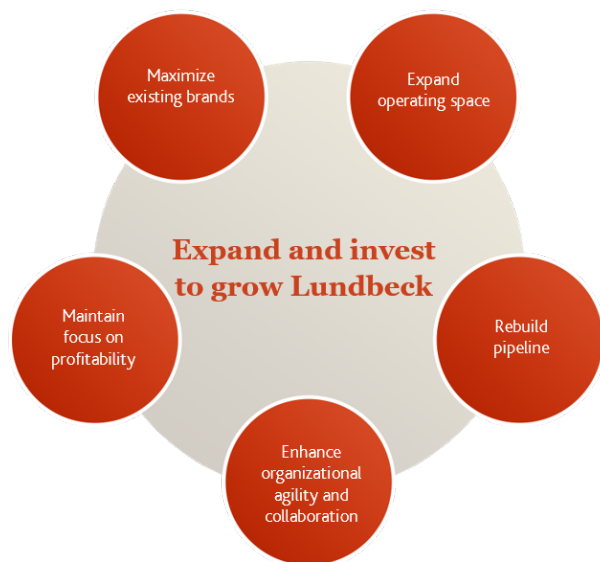 Maximize
existing brands
Expand
operating space
Expand and invest
to grow Lundbeck
Maintain
focus on
profitability
Rebuild
pipeline
Enhance
organizational
agility and
collaboration